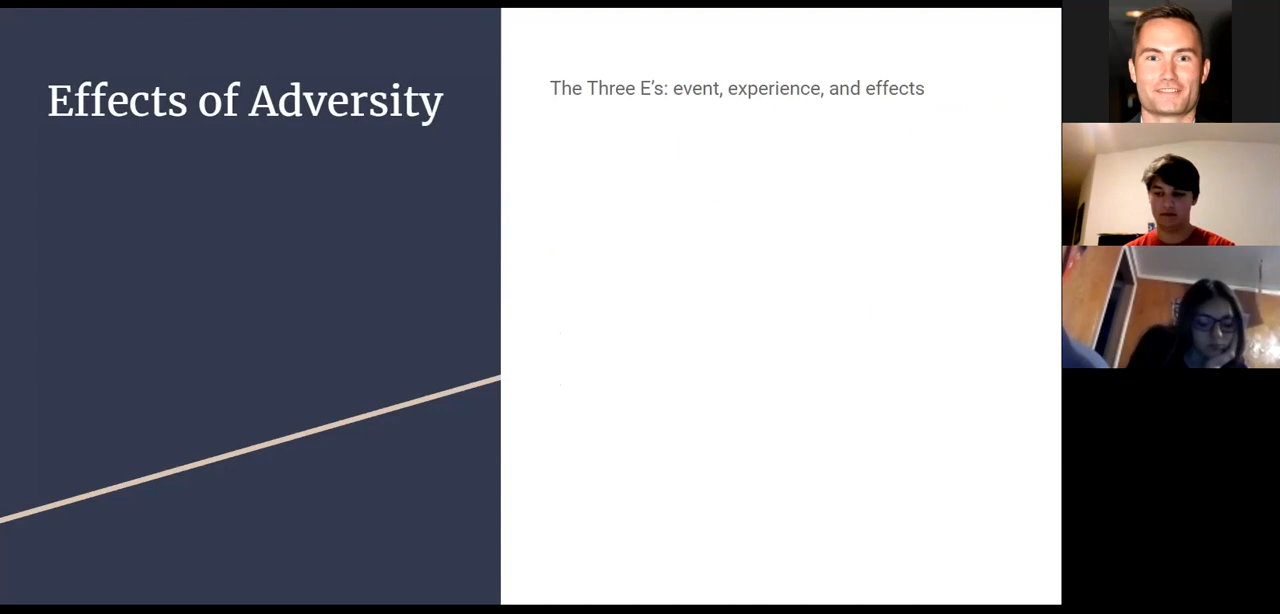 Effects of Adversity
The Three E's: event, experience, and effects